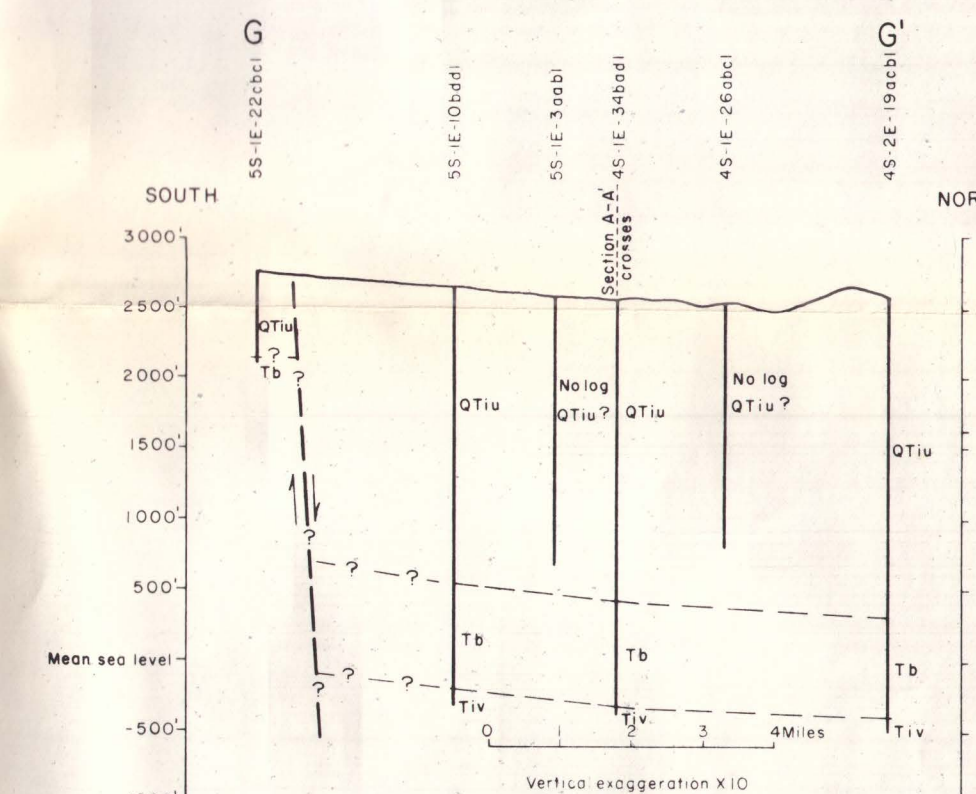 G
G'
5S-1E-22cbc1
5S-1E-10bdd1
5S-1E-3aab1
4S-1E-34bad1
4S-1E-26abc1
4S-2E-19acb1
SOUTH
NOR
Section A-A'
crosses
3000'
2500'
2000'
1500'
1000'
500'
Mean sea level
-500'
QTiu
?
Tb
?
?
?
QTiu
No log
QTiu?
QTiu
No log
QTiu?
QTiu
? ?
? ?
Tb
Tb
Tb
Tiv
Tiv
Tiv
0 1 2 3 4 Miles
Vertical exaggeration X10